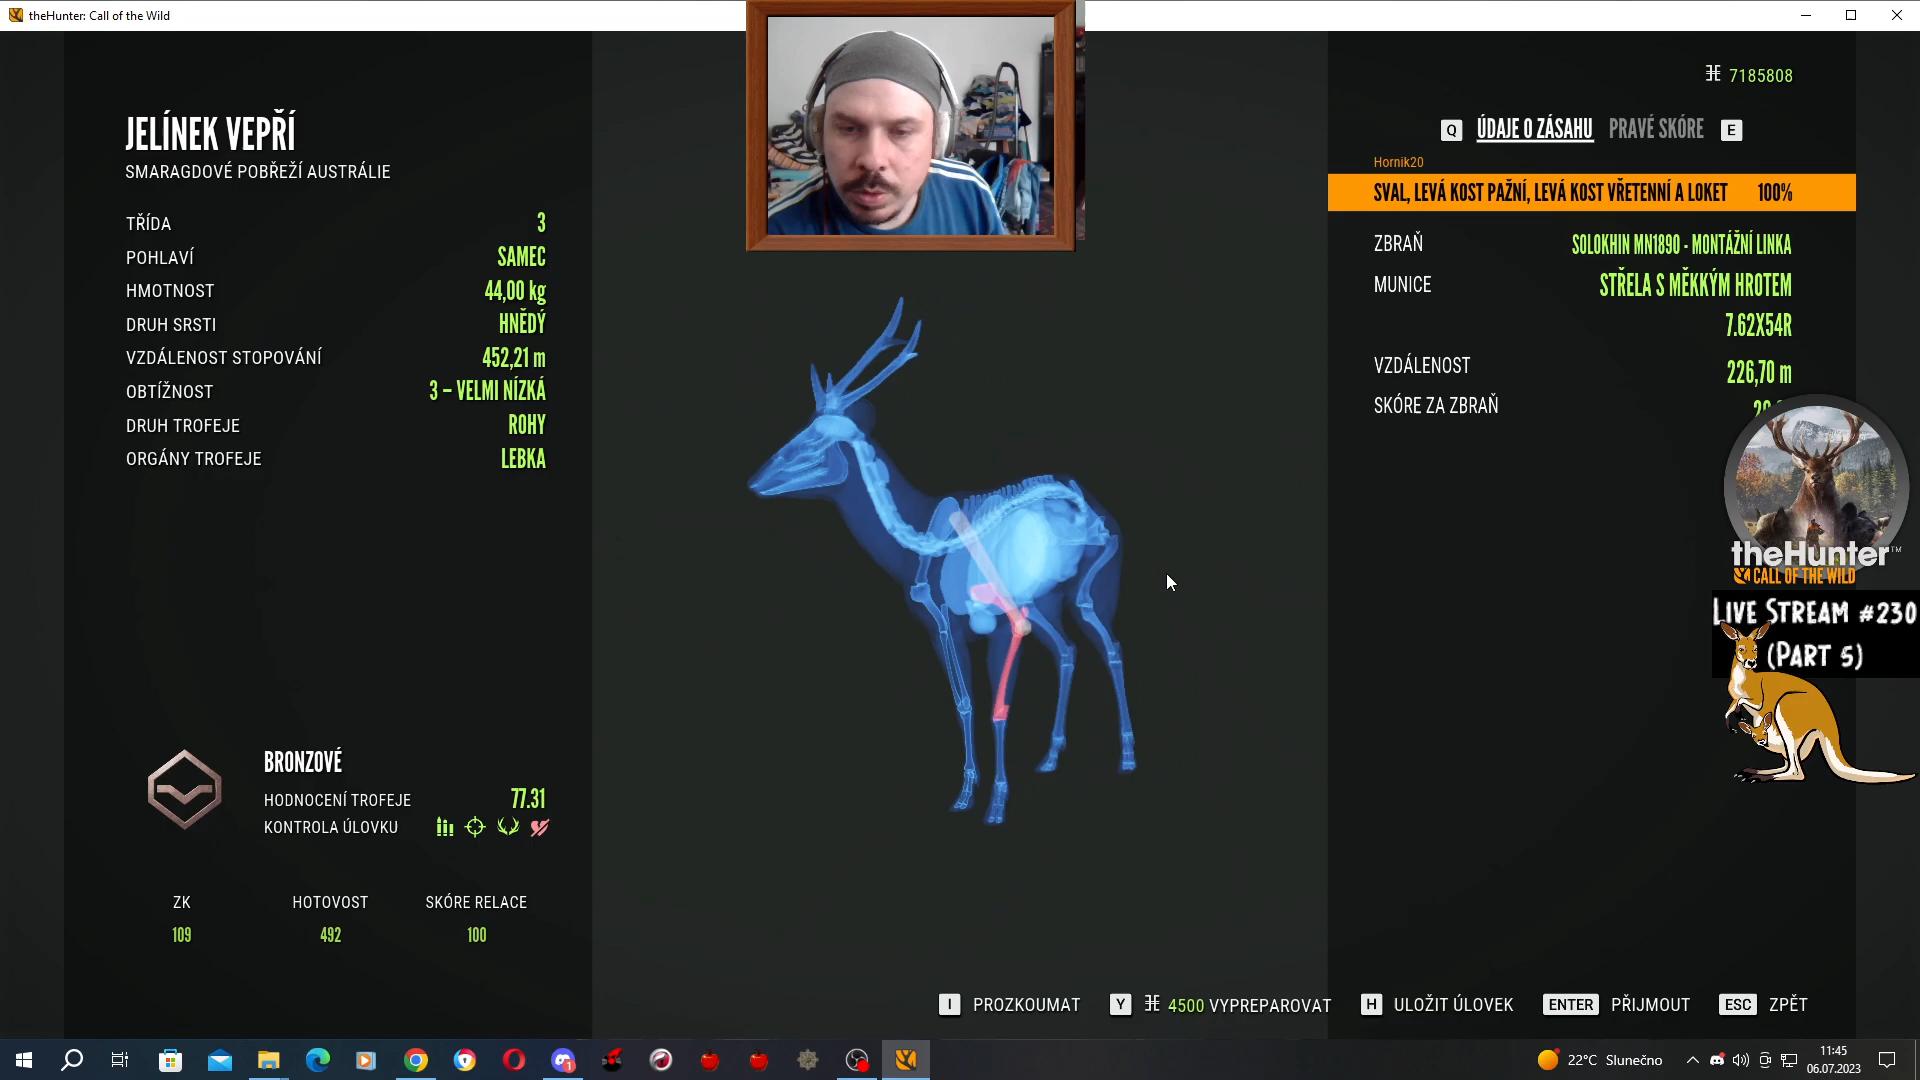 theHunter: Call of the Wild
7185808
JELÍNEK VEPŘÍ
SMARAGDOVÉ POBŘEŽÍ AUSTRÁLIE
TŘÍDA 3
POHLAVÍ SAMEC
HMOTNOST 44,00 kg
DRUH SRSTI HNĚDÝ
VZDÁLENOST STOPOVÁNÍ 452,21 m
OBTÍŽNOST 3 – VELMI NÍZKÁ
DRUH TROFEJE ROHY
ORGÁNY TROFEJE LEBKA
BRONZOVÉ
HODNOCENÍ TROFEJE 77.31
KONTROLA ÚLOVKU
ZK HOTOVOST SKÓRE RELACE
109 492 100
Q ÚDAJE O ZÁSAHU PRAVÉ SKÓRE E
Hornik20
SVAL, LEVÁ KOST PAŽNÍ, LEVÁ KOST VŘETENNÍ A LOKET 100%
ZBRAŇ SOLOKHIN MN1890 - MONTÁŽNÍ LINKA
MUNICE STŘELA S MĚKKÝM HROTEM
7.62X54R
VZDÁLENOST 226,70 m
SKÓRE ZA ZBRAŇ
theHunter™
CALL OF THE WILD
LIVE STREAM #230
(PART 5)
I PROZKOUMAT Y 4500 VYPREPAROVAT H ULOŽIT ÚLOVEK ENTER PŘIJMOUT ESC ZPĚT
1
22°C Slunečno
11:45
06.07.2023